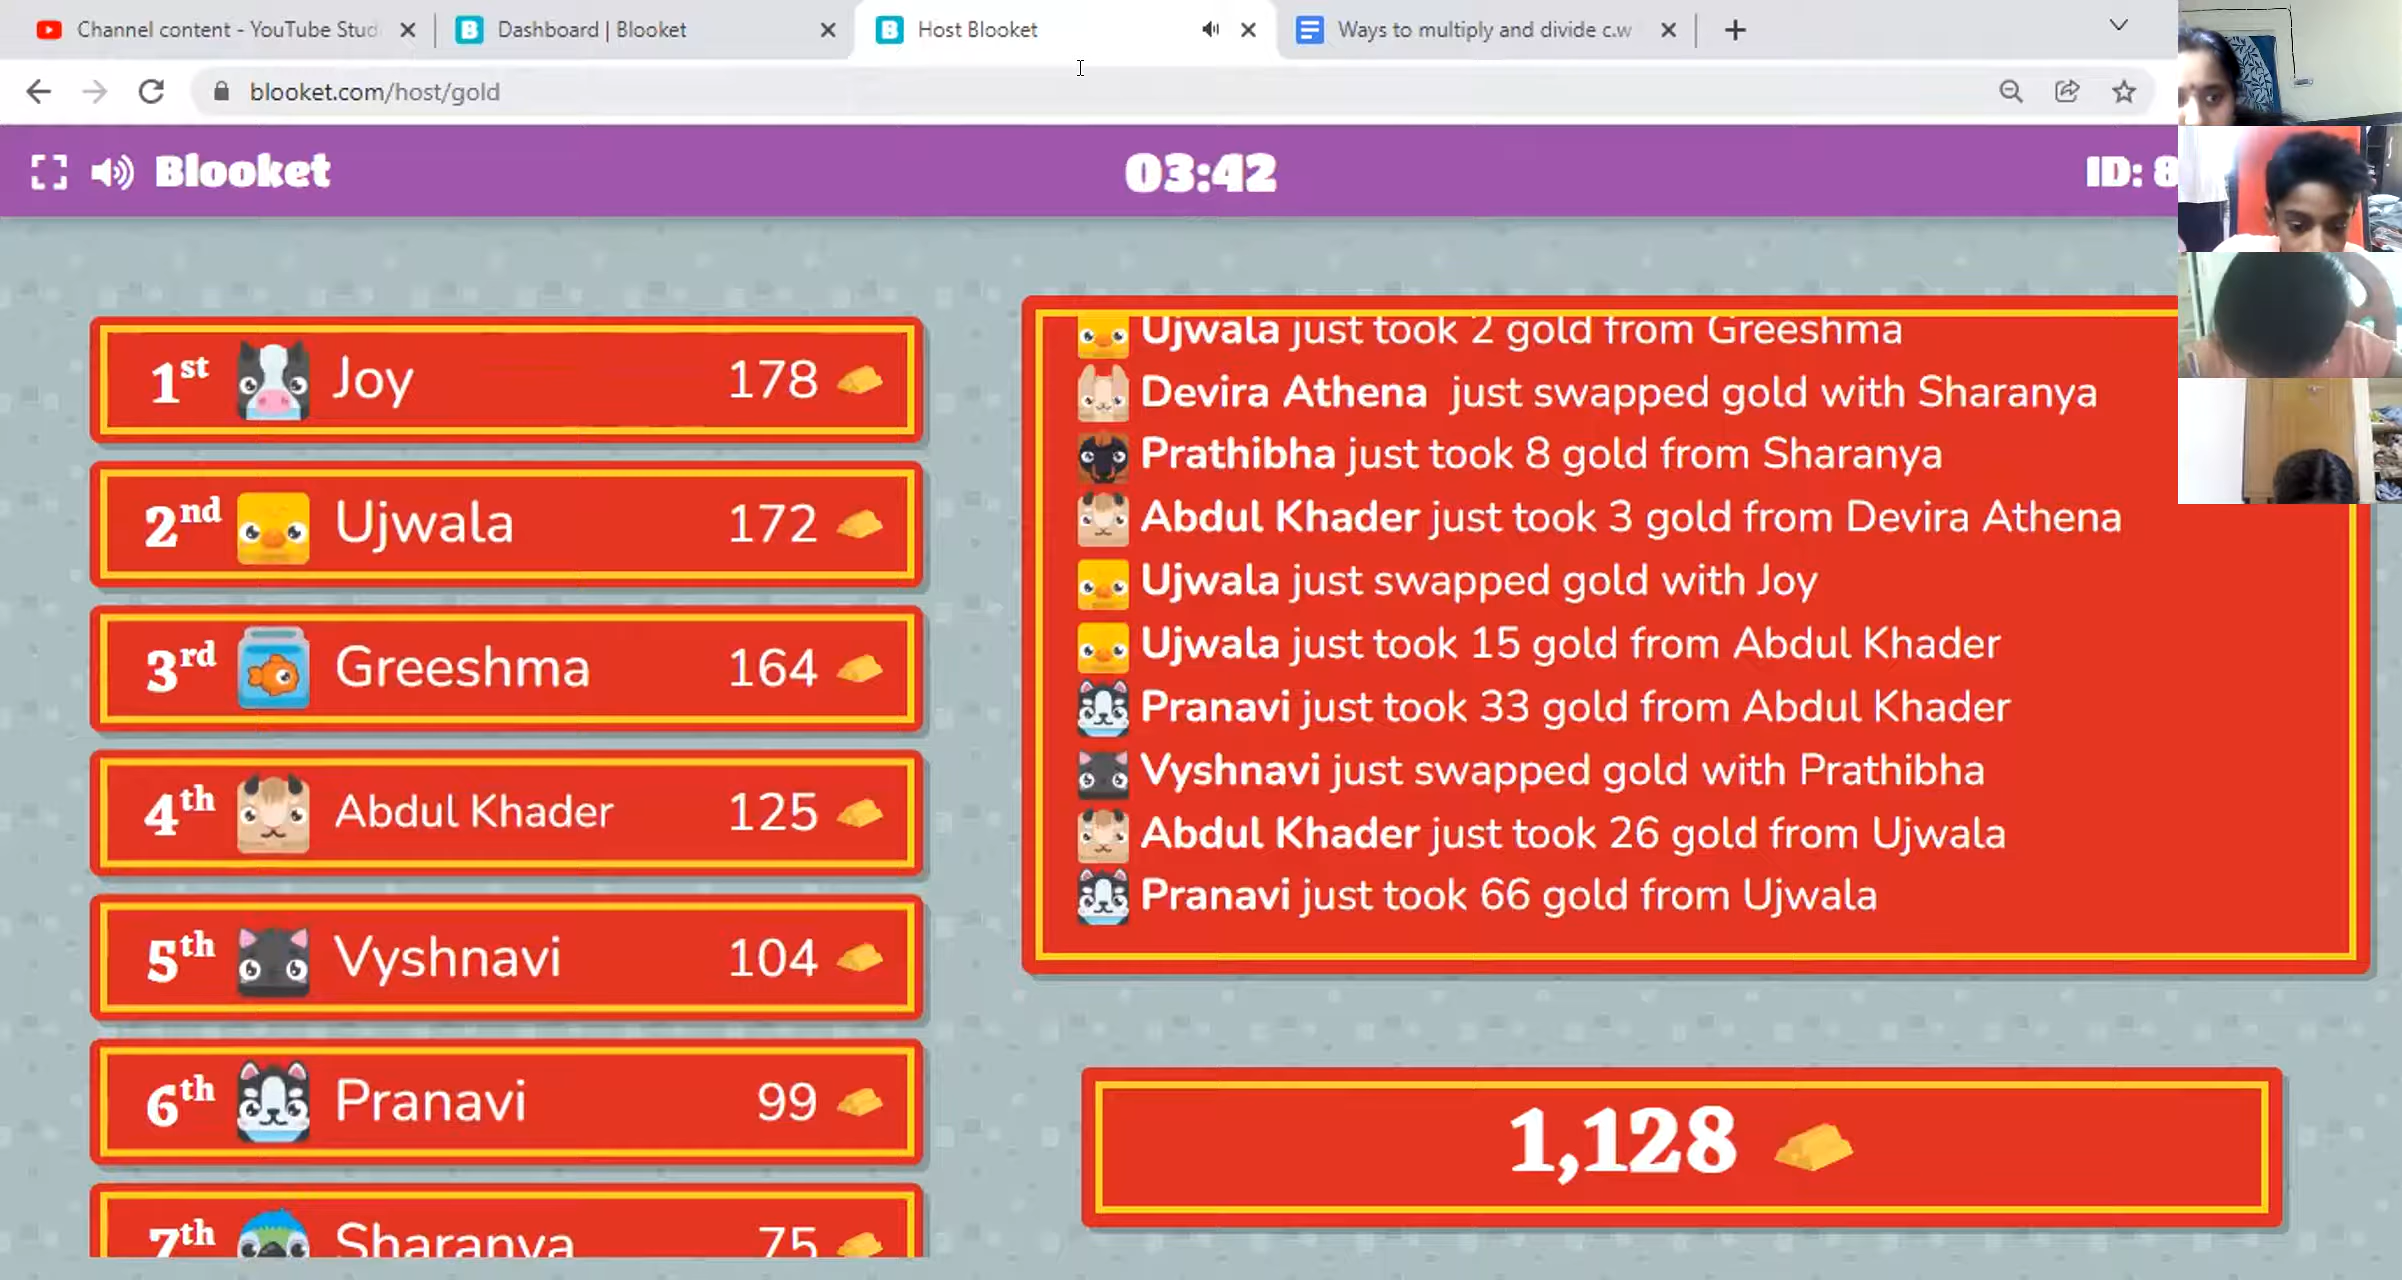 Channel content - YouTube Stud
Dashboard | Blooket
Host Blooket
Ways to multiply and divide c.w
blooket.com/host/gold
Blooket
03:42
ID: 8
1st Joy 178
2nd Ujwala 172
3rd Greeshma 164
4th Abdul Khader 125
5th Vyshnavi 104
6th Pranavi 99
7th Sharanya 75
Ujwala just took 2 gold from Greeshma
Devira Athena just swapped gold with Sharanya
Prathibha just took 8 gold from Sharanya
Abdul Khader just took 3 gold from Devira Athena
Ujwala just swapped gold with Joy
Ujwala just took 15 gold from Abdul Khader
Pranavi just took 33 gold from Abdul Khader
Vyshnavi just swapped gold with Prathibha
Abdul Khader just took 26 gold from Ujwala
Pranavi just took 66 gold from Ujwala
1,128